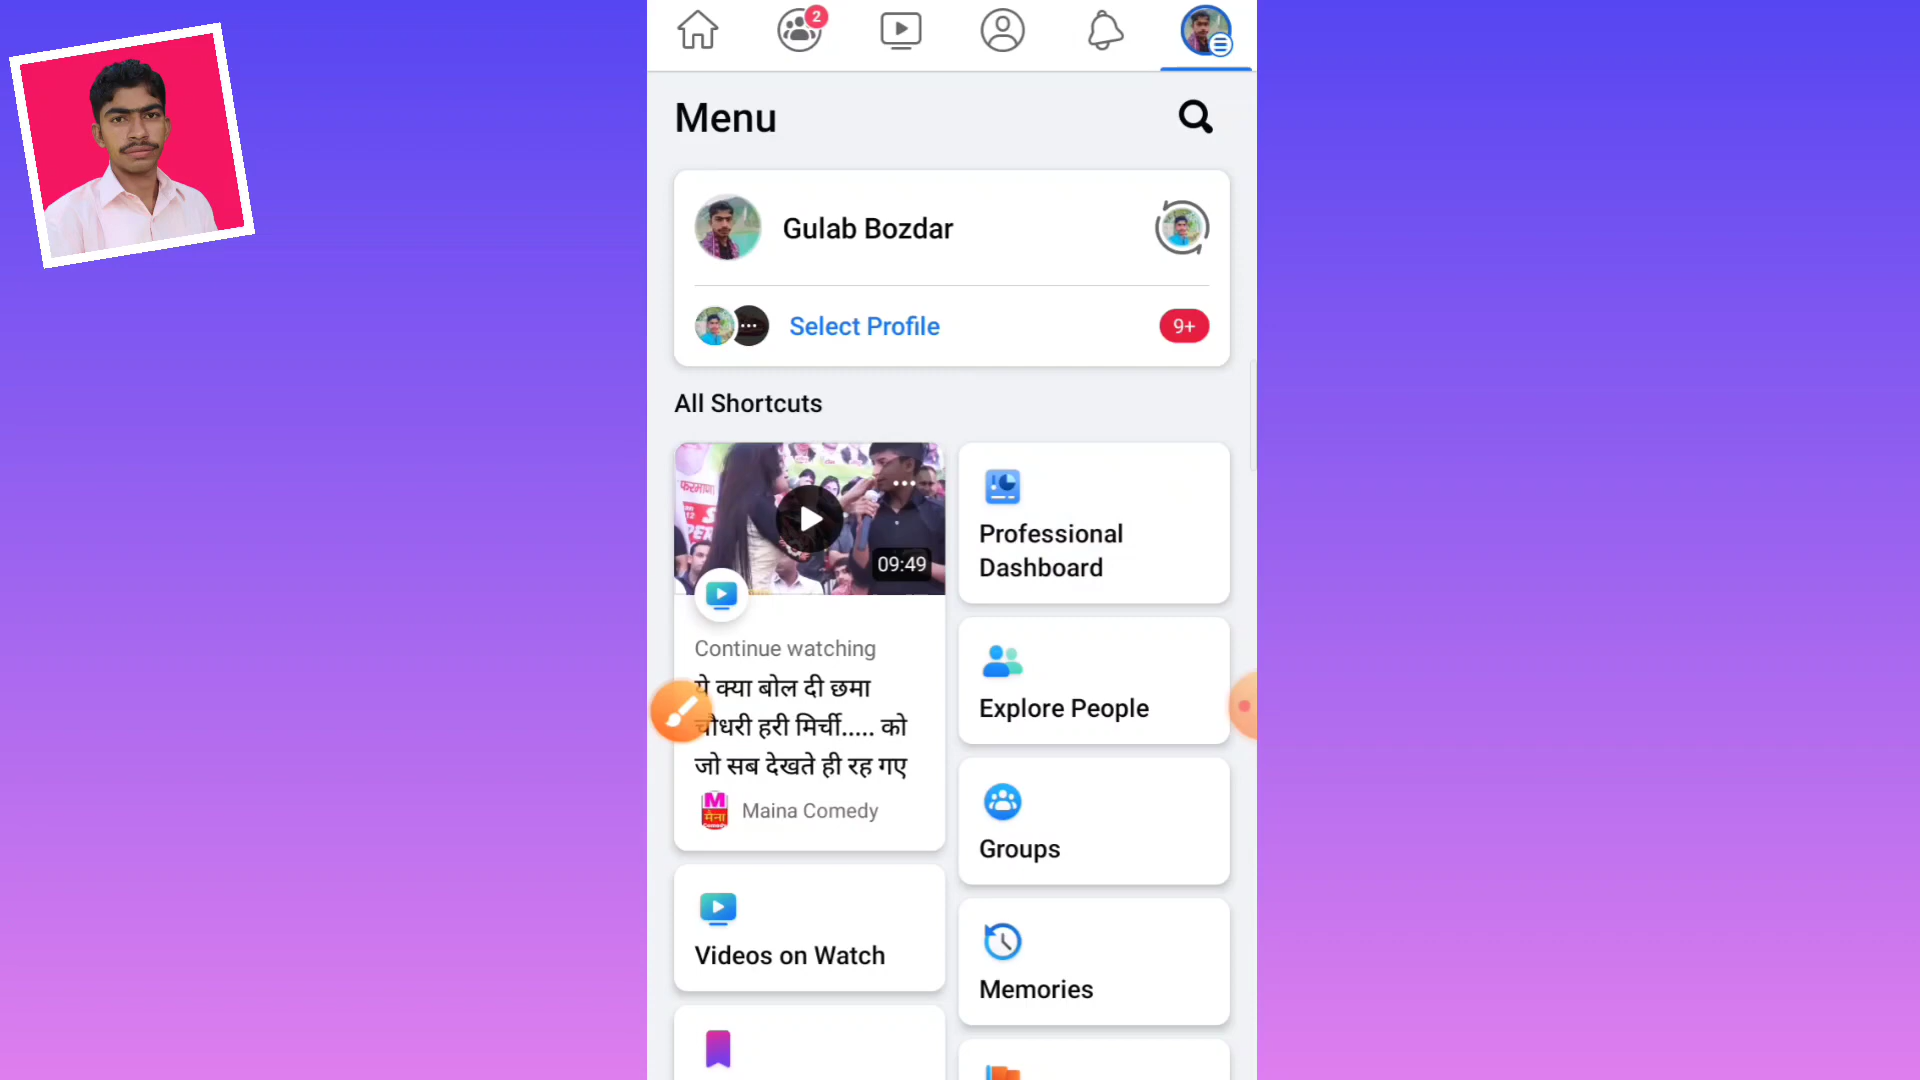 2
Menu
Gulab Bozdar
Select Profile
9+
All Shortcuts
फरमाणा
09:49
Continue watching
ये क्या बोल दी छमा
चौधरी हरी मिर्ची..... को
जो सब देखते ही रह गए
M
मैना
Maina Comedy
Videos on Watch
Professional
Dashboard
Explore People
Groups
Memories